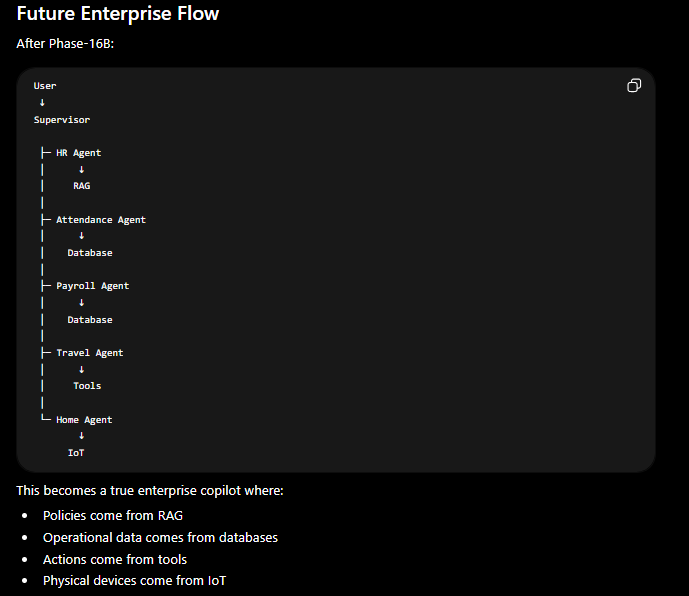 Future Enterprise Flow
After Phase-16B:
User
↓
Supervisor
├─ HR Agent
│     ↓
│    RAG
│
├─ Attendance Agent
│     ↓
│   Database
│
├─ Payroll Agent
│     ↓
│   Database
│
├─ Travel Agent
│     ↓
│    Tools
│
└─ Home Agent
      ↓
     IoT
This becomes a true enterprise copilot where:
• Policies come from RAG
• Operational data comes from databases
• Actions come from tools
• Physical devices come from IoT